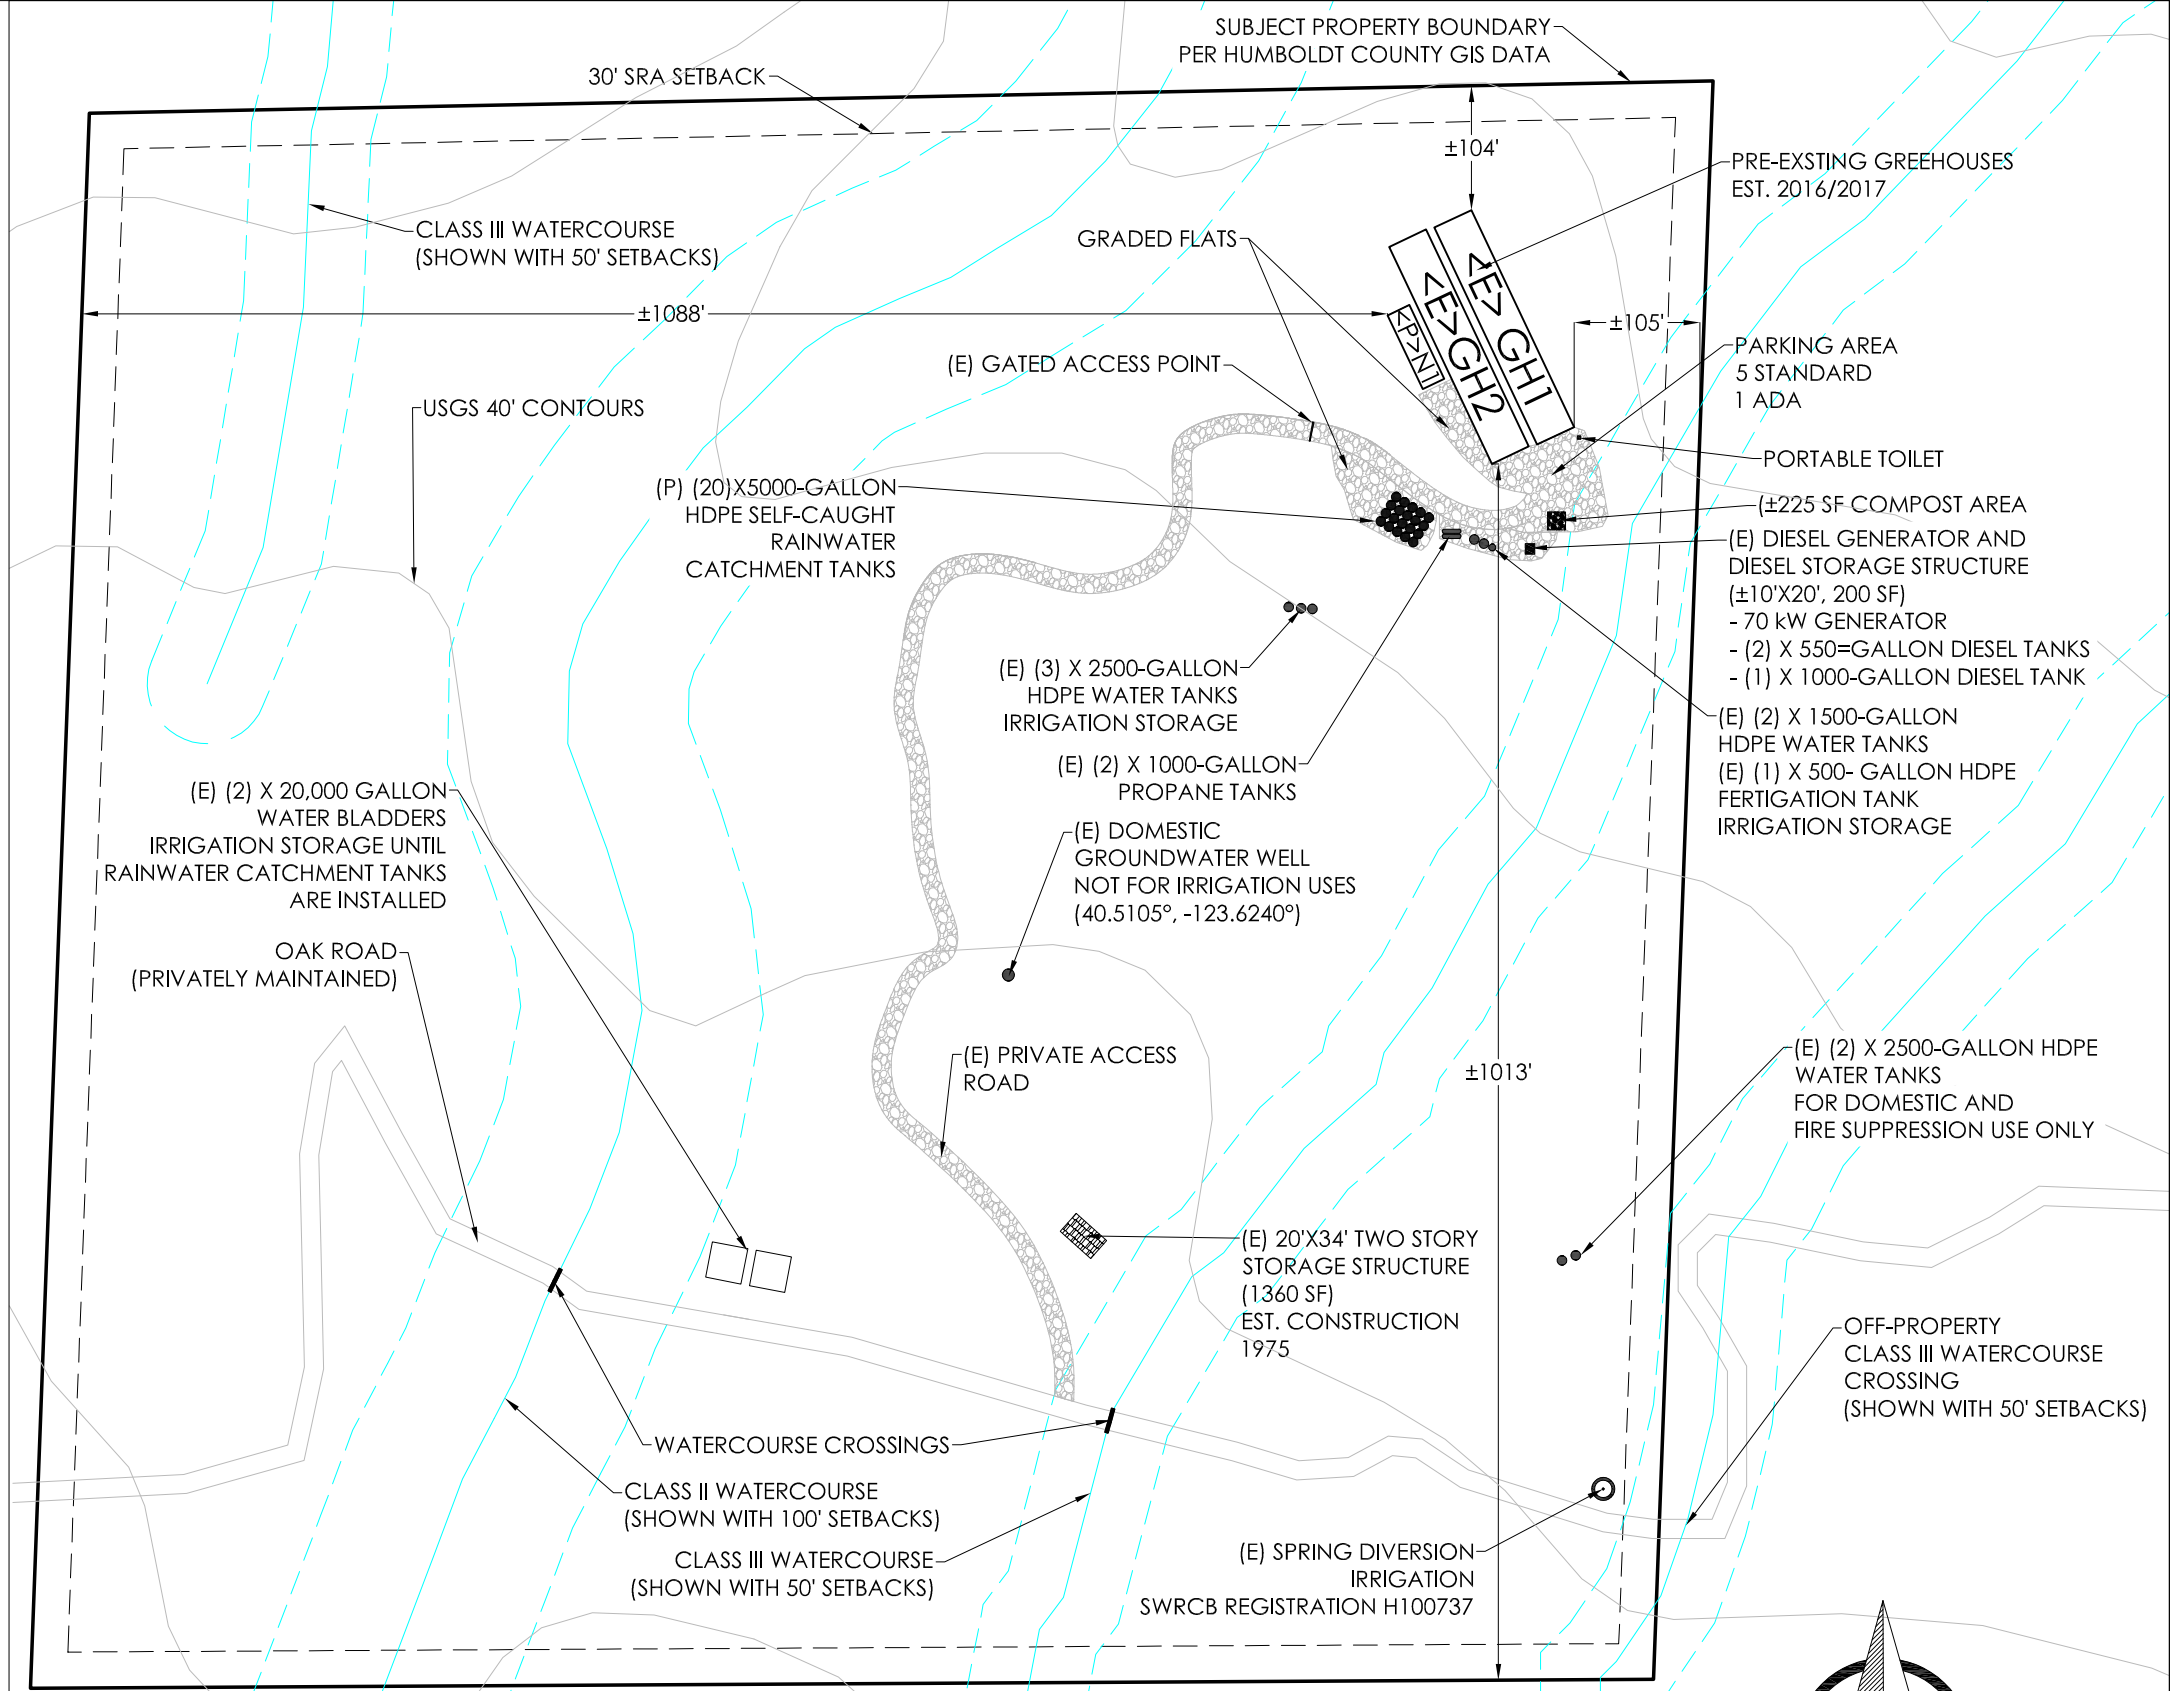 SUBJECT PROPERTY BOUNDARY
PER HUMBOLDT COUNTY GIS DATA
30' SRA SETBACK
±104'
PRE-EXSTING GREEHOUSES
EST. 2016/2017
CLASS III WATERCOURSE
(SHOWN WITH 50' SETBACKS)
GRADED FLATS
<E> GH1
<E>GH2
<P>N1
±1088'
±105'
(E) GATED ACCESS POINT
PARKING AREA
5 STANDARD
1 ADA
USGS 40' CONTOURS
PORTABLE TOILET
(P) (20)X5000-GALLON
HDPE SELF-CAUGHT
RAINWATER
CATCHMENT TANKS
(±225 SF COMPOST AREA
(E) DIESEL GENERATOR AND
DIESEL STORAGE STRUCTURE
(±10'X20', 200 SF)
- 70 kW GENERATOR
- (2) X 550=GALLON DIESEL TANKS
- (1) X 1000-GALLON DIESEL TANK
(E) (3) X 2500-GALLON
HDPE WATER TANKS
IRRIGATION STORAGE
(E) (2) X 1500-GALLON
HDPE WATER TANKS
(E) (1) X 500- GALLON HDPE
FERTIGATION TANK
IRRIGATION STORAGE
(E) (2) X 1000-GALLON
PROPANE TANKS
(E) (2) X 20,000 GALLON
WATER BLADDERS
IRRIGATION STORAGE UNTIL
RAINWATER CATCHMENT TANKS
ARE INSTALLED
(E) DOMESTIC
GROUNDWATER WELL
NOT FOR IRRIGATION USES
(40.5105°, -123.6240°)
OAK ROAD
(PRIVATELY MAINTAINED)
(E) PRIVATE ACCESS
ROAD
±1013'
(E) (2) X 2500-GALLON HDPE
WATER TANKS
FOR DOMESTIC AND
FIRE SUPPRESSION USE ONLY
(E) 20'X34' TWO STORY
STORAGE STRUCTURE
(1360 SF)
EST. CONSTRUCTION
1975
OFF-PROPERTY
CLASS III WATERCOURSE
CROSSING
(SHOWN WITH 50' SETBACKS)
WATERCOURSE CROSSINGS
CLASS II WATERCOURSE
(SHOWN WITH 100' SETBACKS)
CLASS III WATERCOURSE
(SHOWN WITH 50' SETBACKS)
(E) SPRING DIVERSION
IRRIGATION
SWRCB REGISTRATION H100737